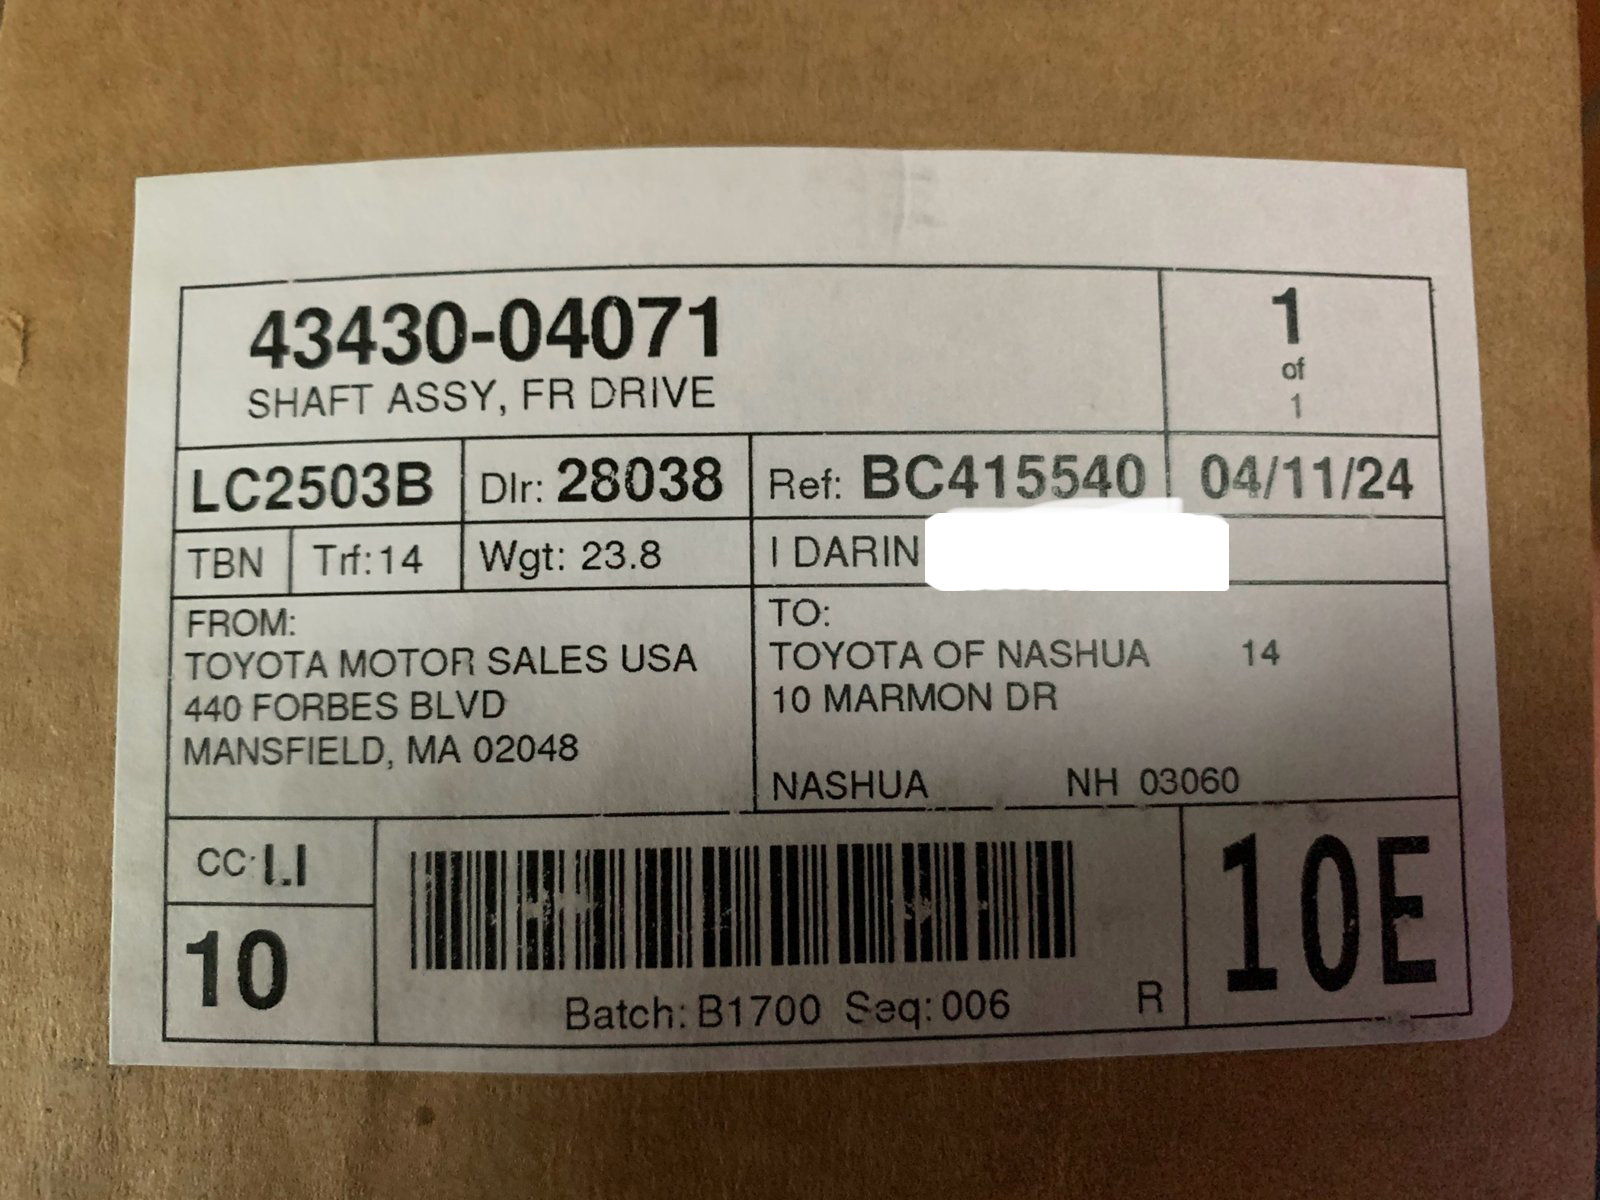 43430-04071
SHAFT ASSY, FR DRIVE
1
of
1
LC2503B
Dlr: 28038
Ref: BC415540
04/11/24
TBN
Trf: 14
Wgt: 23.8
I DARIN
FROM:
TOYOTA MOTOR SALES USA
440 FORBES BLVD
MANSFIELD, MA 02048
TO:
TOYOTA OF NASHUA 14
10 MARMON DR
NASHUA NH 03060
CC:
10
Batch: B1700 Seq: 006
R
10E